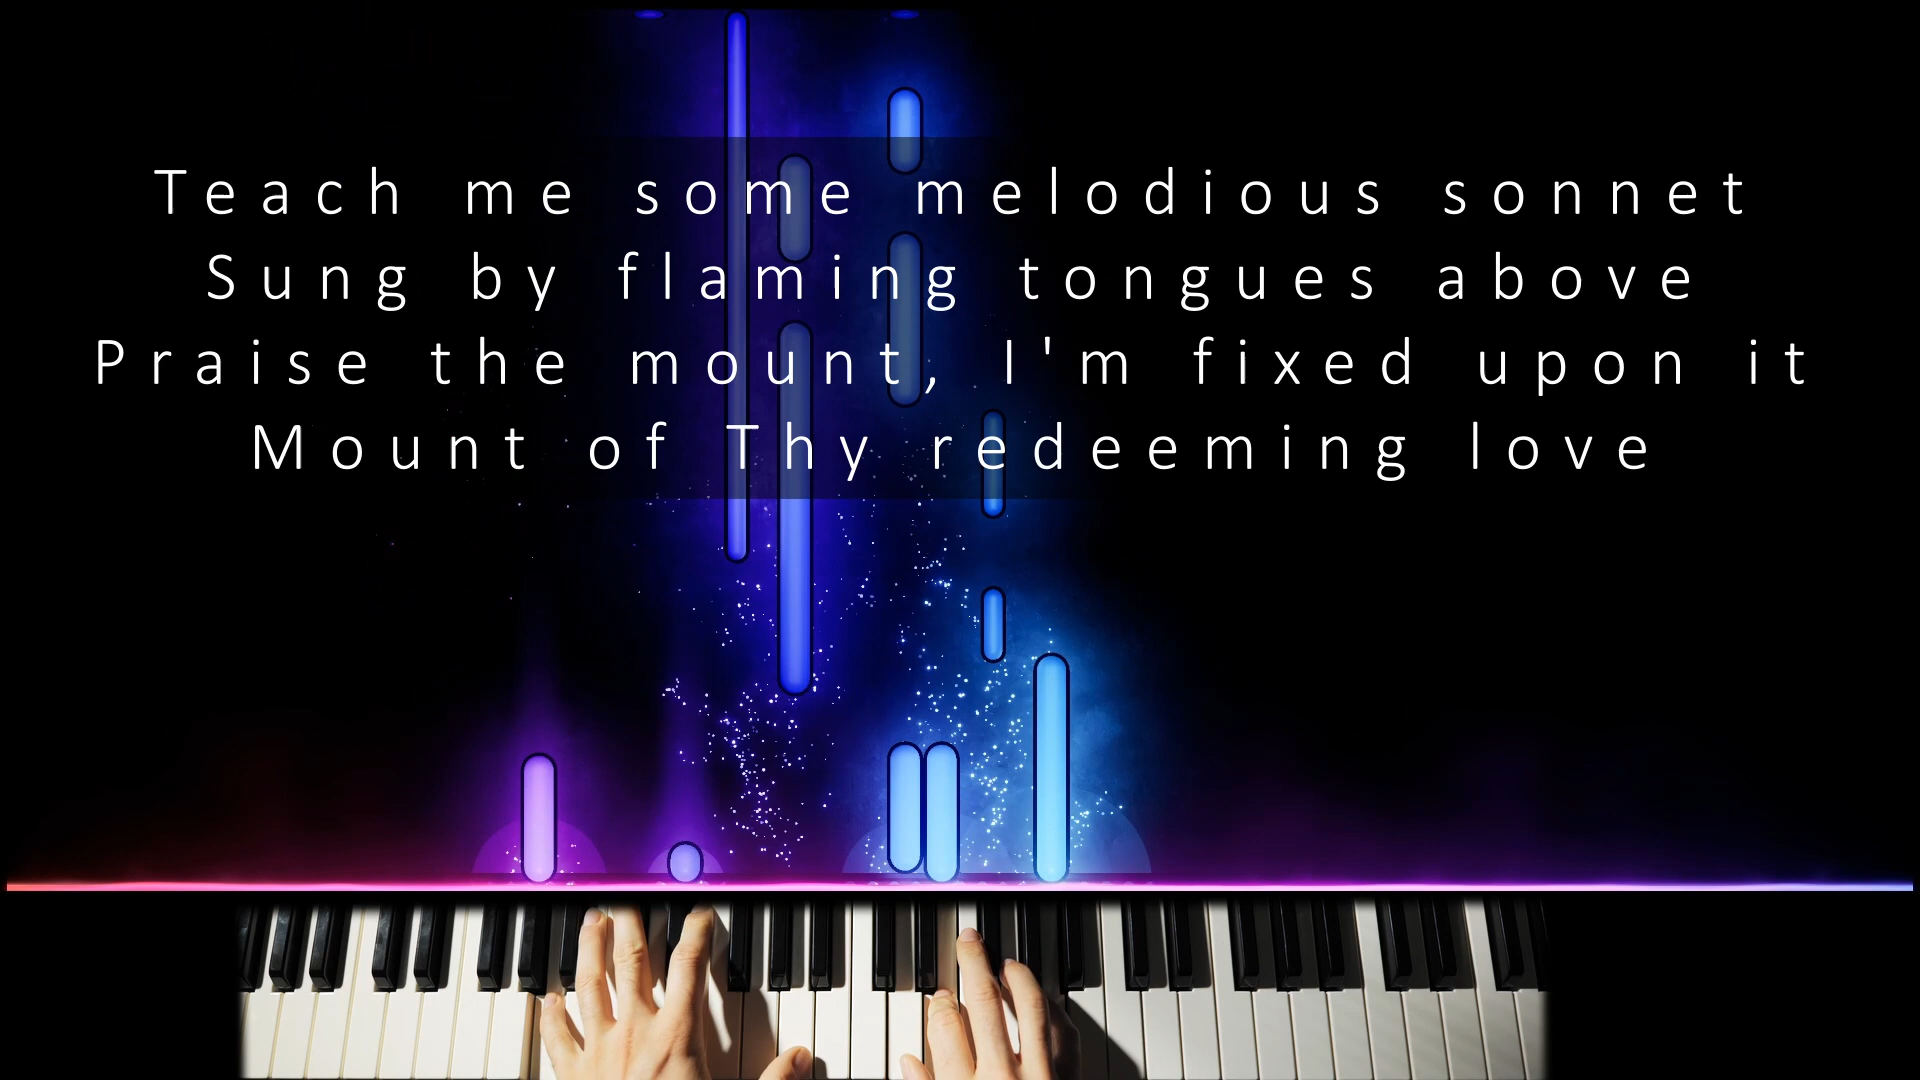 Teach me some melodious sonnet
Sung by flaming tongues above
Praise the mount, I'm fixed upon it
Mount of Thy redeeming love